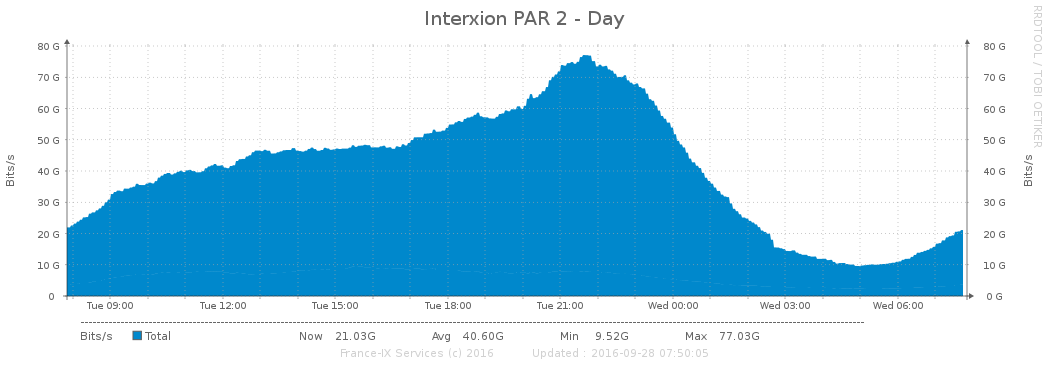 Interxion PAR 2 - Day
RRDTOOL / TOBI OETIKER
Bits/s
80 G
70 G
60 G
50 G
40 G
30 G
20 G
10 G
0
80 G
70 G
60 G
50 G
40 G
30 G
20 G
10 G
0 G
Bits/s
Tue 09:00 Tue 12:00 Tue 15:00 Tue 18:00 Tue 21:00 Wed 00:00 Wed 03:00 Wed 06:00
Bits/s Total Now 21.03G Avg 40.60G Min 9.52G Max 77.03G
France-IX Services (c) 2016 Updated : 2016-09-28 07:50:05